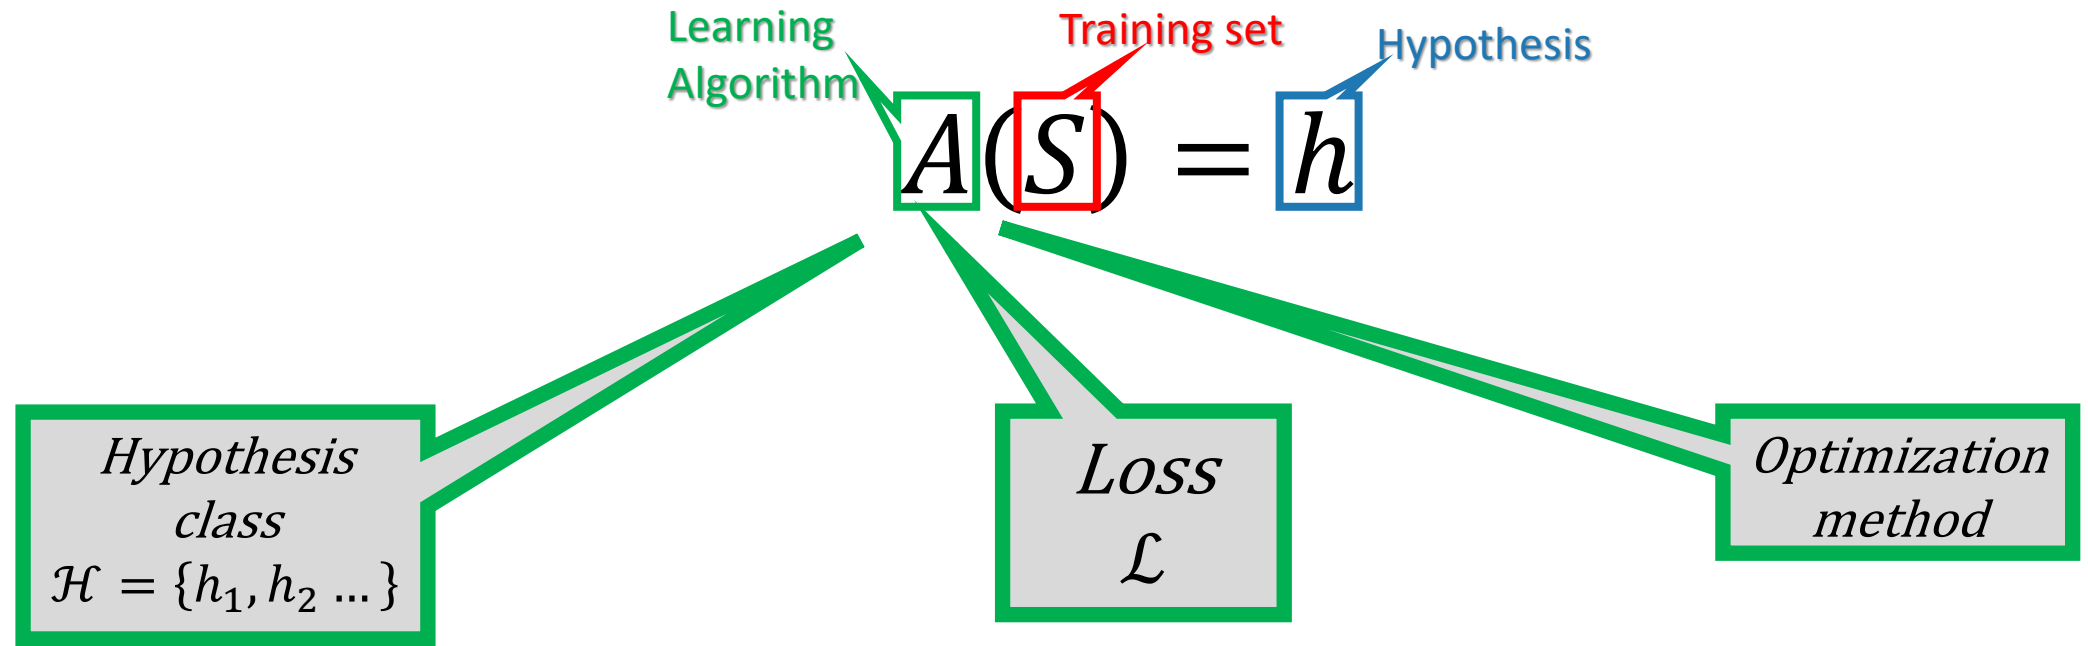 Learning
Algorithm
Training set
Hypothesis
A(S) = h
Hypothesis
class
ℋ = {h₁, h₂ … }
Loss
ℒ
Optimization
method